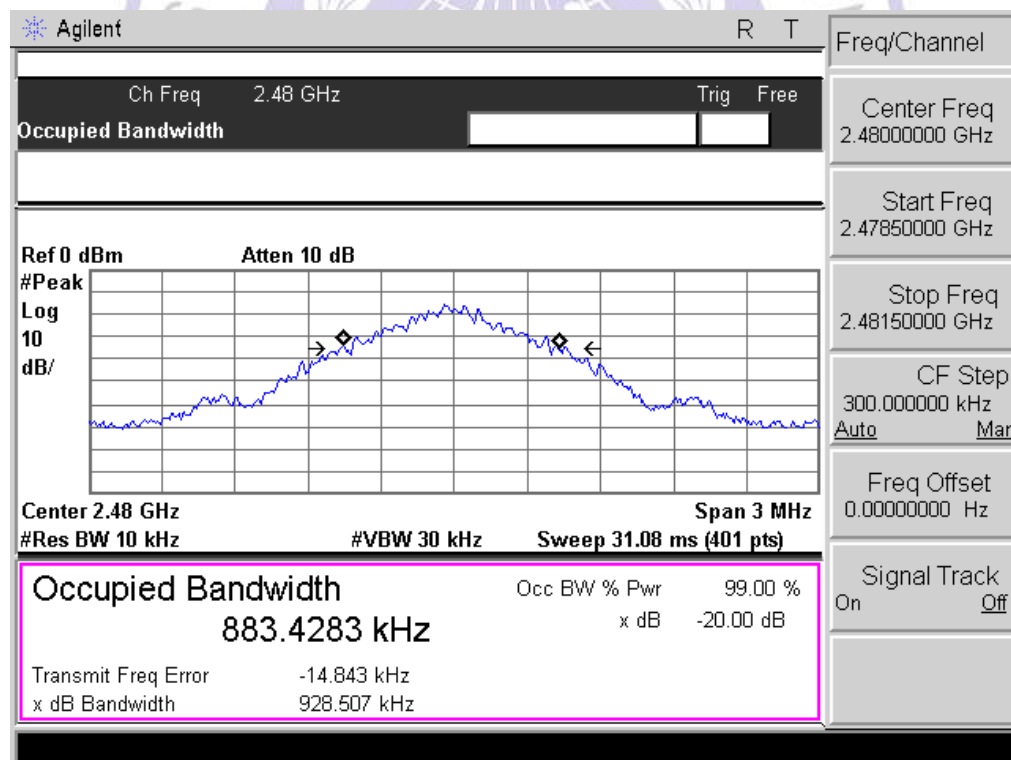 Agilent R T
Ch Freq 2.48 GHz Trig Free
Occupied Bandwidth
Ref 0 dBm Atten 10 dB
#Peak
Log
10
dB/
Center 2.48 GHz Span 3 MHz
#Res BW 10 kHz #VBW 30 kHz Sweep 31.08 ms (401 pts)
Occupied Bandwidth Occ BW % Pwr 99.00 %
883.4283 kHz x dB -20.00 dB
Transmit Freq Error -14.843 kHz
x dB Bandwidth 928.507 kHz
Freq/Channel
Center Freq
2.48000000 GHz
Start Freq
2.47850000 GHz
Stop Freq
2.48150000 GHz
CF Step
300.000000 kHz
Auto Man
Freq Offset
0.00000000 Hz
Signal Track
On Off